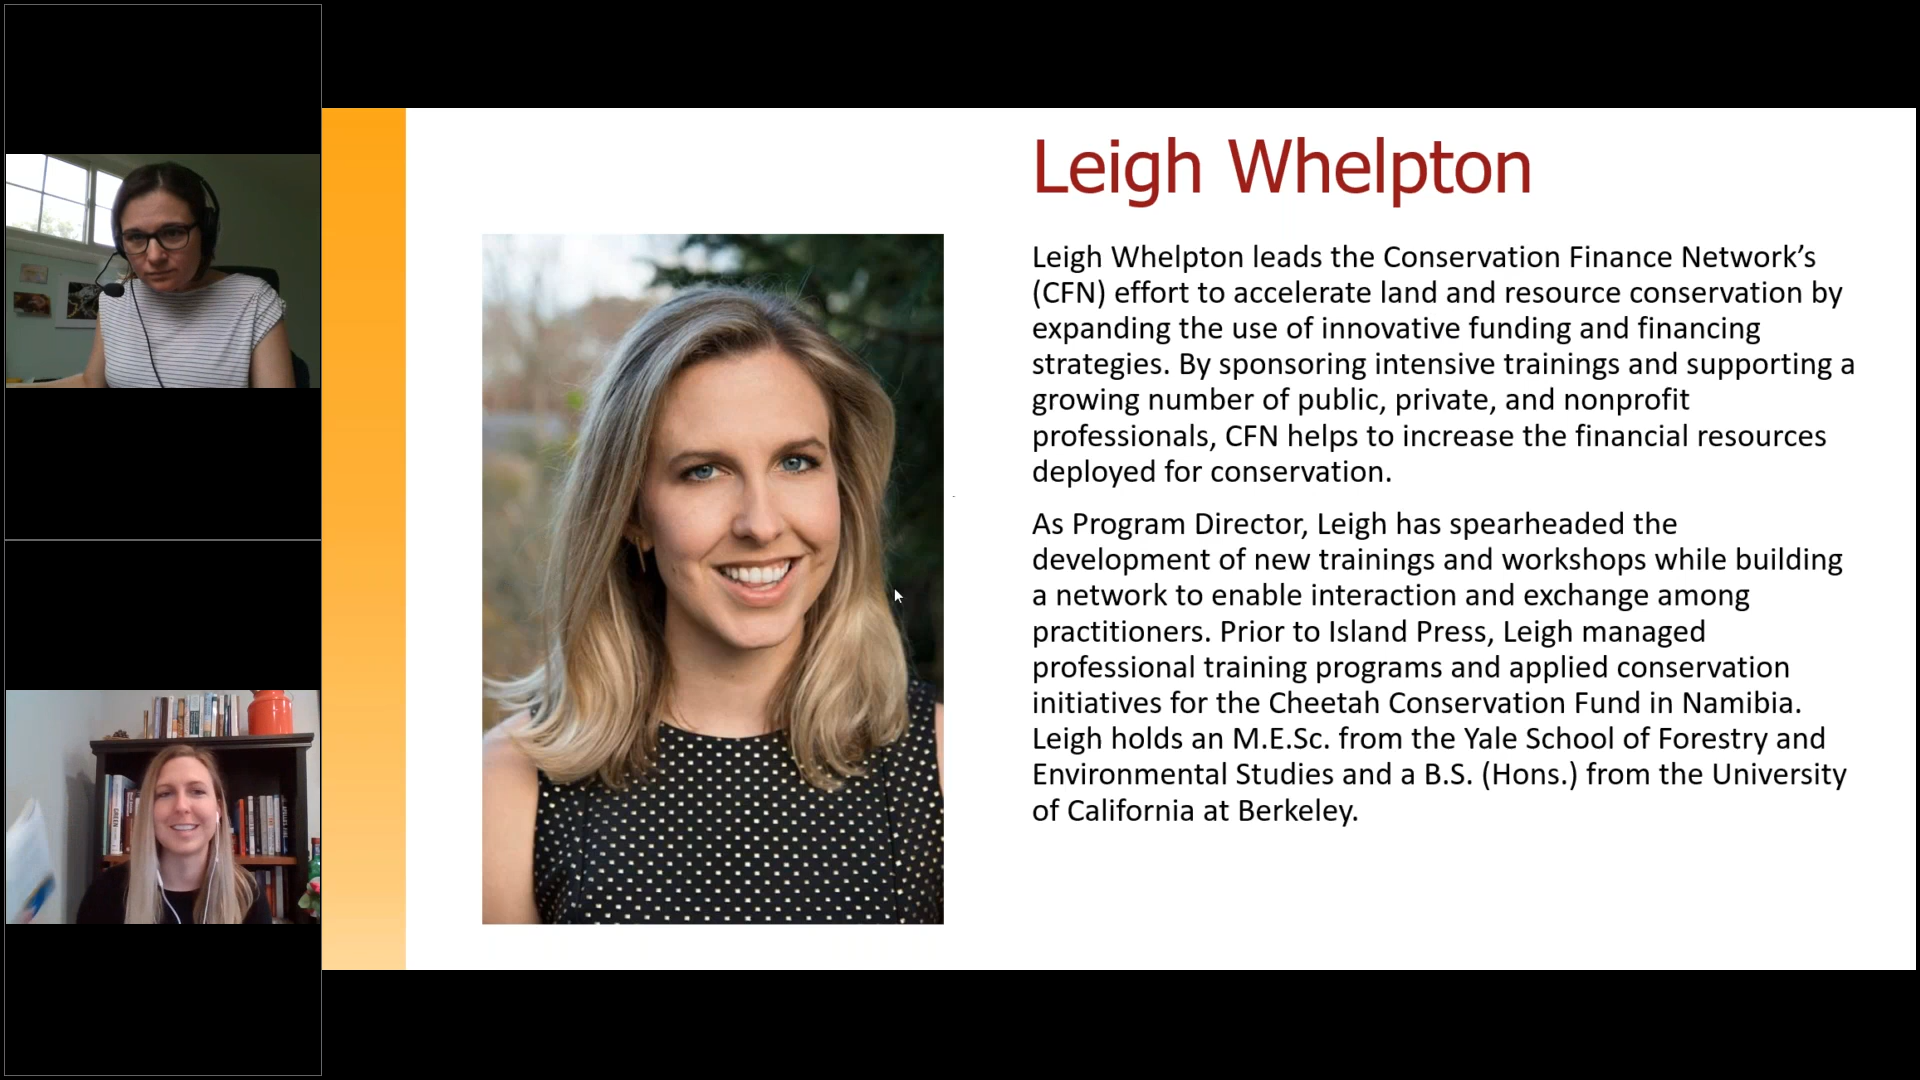 Leigh Whelpton
Leigh Whelpton leads the Conservation Finance Network’s
(CFN) effort to accelerate land and resource conservation by
expanding the use of innovative funding and financing
strategies. By sponsoring intensive trainings and supporting a
growing number of public, private, and nonprofit
professionals, CFN helps to increase the financial resources
deployed for conservation.
As Program Director, Leigh has spearheaded the
development of new trainings and workshops while building
a network to enable interaction and exchange among
practitioners. Prior to Island Press, Leigh managed
professional training programs and applied conservation
initiatives for the Cheetah Conservation Fund in Namibia.
Leigh holds an M.E.Sc. from the Yale School of Forestry and
Environmental Studies and a B.S. (Hons.) from the University
of California at Berkeley.